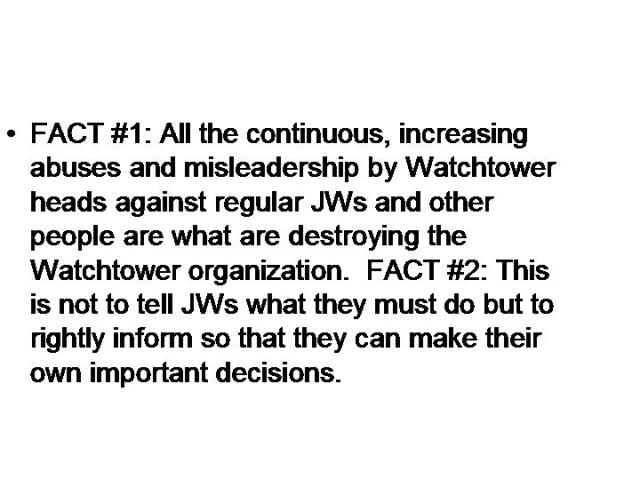 • FACT #1: All the continuous, increasing
abuses and misleadership by Watchtower
heads against regular JWs and other
people are what are destroying the
Watchtower organization.  FACT #2: This
is not to tell JWs what they must do but to
rightly inform so that they can make their
own important decisions.